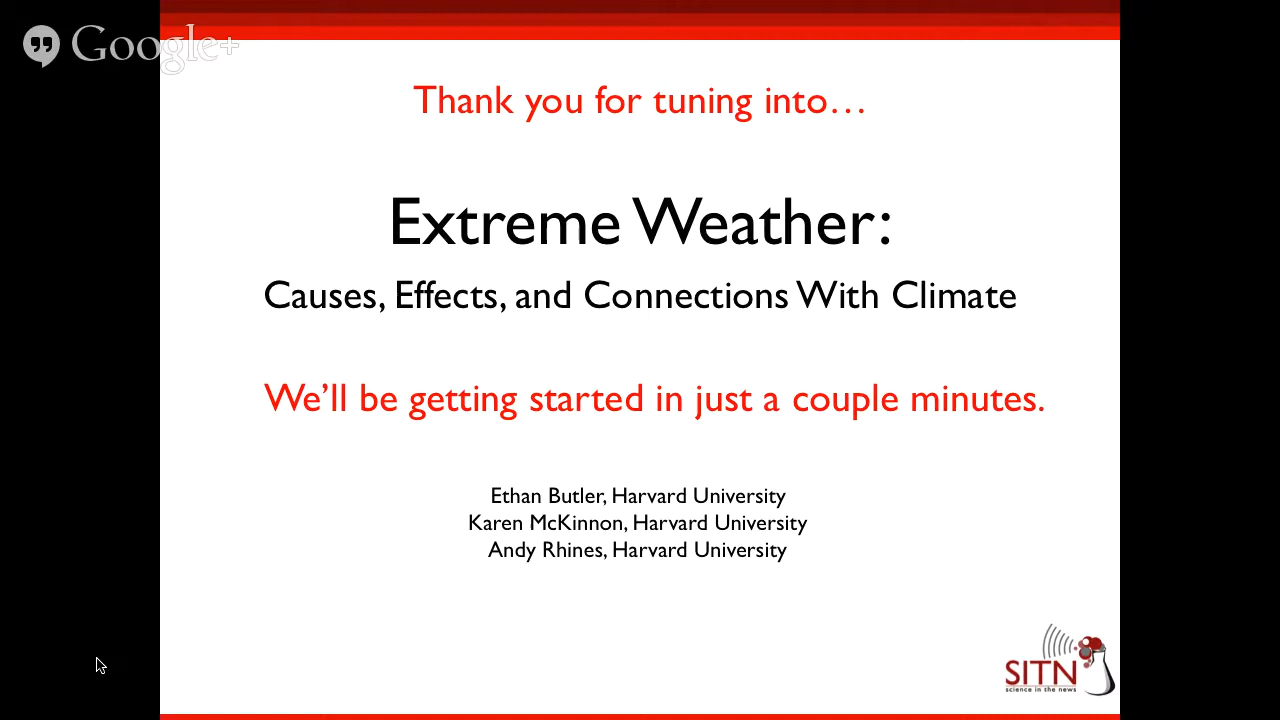 Google+
Thank you for tuning into…
Extreme Weather:
Causes, Effects, and Connections With Climate
We’ll be getting started in just a couple minutes.
Ethan Butler, Harvard University
Karen McKinnon, Harvard University
Andy Rhines, Harvard University
SITN
science in the news